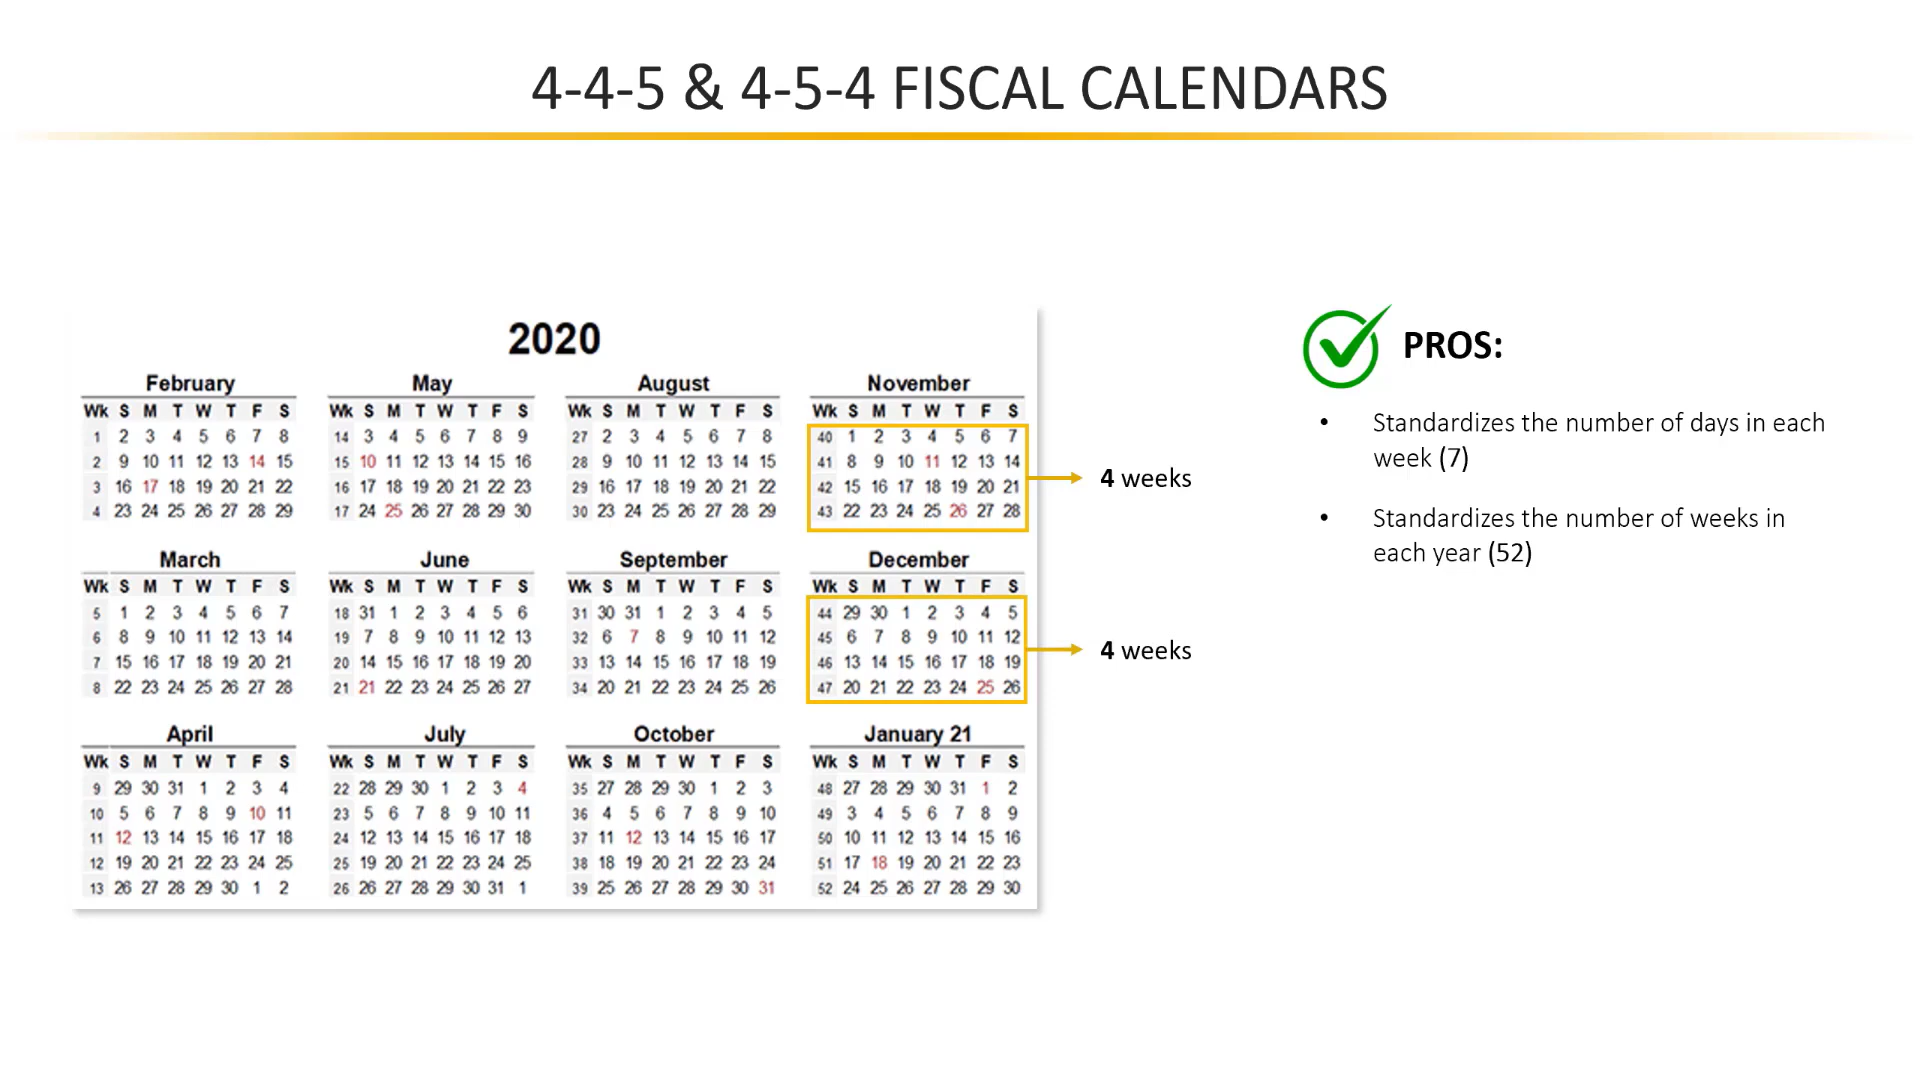 4-4-5 & 4-5-4 FISCAL CALENDARS
2020
February
Wk S M T W T F S
1 2 3 4 5 6 7 8
2 9 10 11 12 13 14 15
3 16 17 18 19 20 21 22
4 23 24 25 26 27 28 29
March
Wk S M T W T F S
5 1 2 3 4 5 6 7
6 8 9 10 11 12 13 14
7 15 16 17 18 19 20 21
8 22 23 24 25 26 27 28
April
Wk S M T W T F S
9 29 30 31 1 2 3 4
10 5 6 7 8 9 10 11
11 12 13 14 15 16 17 18
12 19 20 21 22 23 24 25
13 26 27 28 29 30 1 2
May
Wk S M T W T F S
14 3 4 5 6 7 8 9
15 10 11 12 13 14 15 16
16 17 18 19 20 21 22 23
17 24 25 26 27 28 29 30
June
Wk S M T W T F S
18 31 1 2 3 4 5 6
19 7 8 9 10 11 12 13
20 14 15 16 17 18 19 20
21 21 22 23 24 25 26 27
July
Wk S M T W T F S
22 28 29 30 1 2 3 4
23 5 6 7 8 9 10 11
24 12 13 14 15 16 17 18
25 19 20 21 22 23 24 25
26 26 27 28 29 30 31 1
August
Wk S M T W T F S
27 2 3 4 5 6 7 8
28 9 10 11 12 13 14 15
29 16 17 18 19 20 21 22
30 23 24 25 26 27 28 29
September
Wk S M T W T F S
31 30 31 1 2 3 4 5
32 6 7 8 9 10 11 12
33 13 14 15 16 17 18 19
34 20 21 22 23 24 25 26
October
Wk S M T W T F S
35 27 28 29 30 1 2 3
36 4 5 6 7 8 9 10
37 11 12 13 14 15 16 17
38 18 19 20 21 22 23 24
39 25 26 27 28 29 30 31
November
Wk S M T W T F S
40 1 2 3 4 5 6 7
41 8 9 10 11 12 13 14
42 15 16 17 18 19 20 21
43 22 23 24 25 26 27 28
December
Wk S M T W T F S
44 29 30 1 2 3 4 5
45 6 7 8 9 10 11 12
46 13 14 15 16 17 18 19
47 20 21 22 23 24 25 26
January 21
Wk S M T W T F S
48 27 28 29 30 31 1 2
49 3 4 5 6 7 8 9
50 10 11 12 13 14 15 16
51 17 18 19 20 21 22 23
52 24 25 26 27 28 29 30
4 weeks
4 weeks
PROS:
• Standardizes the number of days in each
week (7)
• Standardizes the number of weeks in
each year (52)